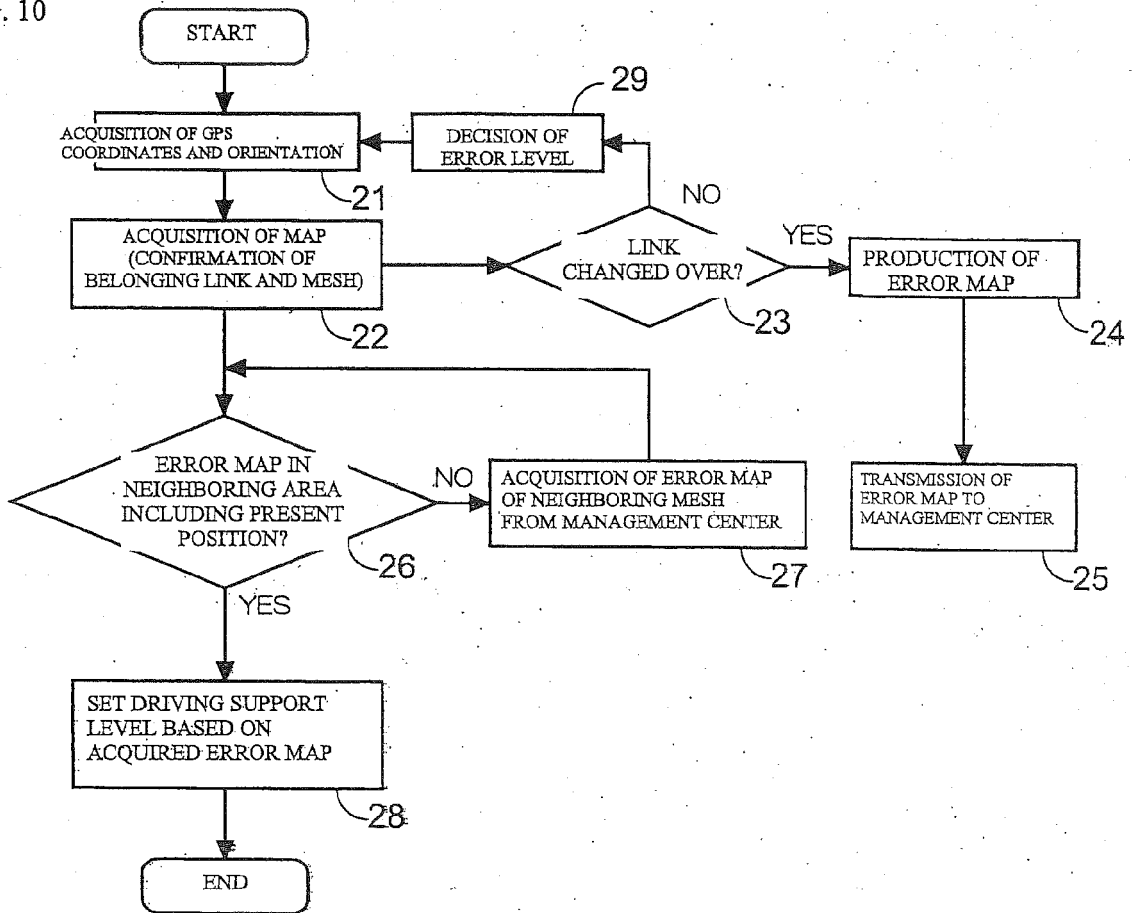 . 10
START
29
ACQUISITION OF GPS
COORDINATES AND ORIENTATION
21
DECISION OF
ERROR LEVEL
NO
ACQUISITION OF MAP
(CONFIRMATION OF
BELONGING LINK AND MESH)
22
LINK
CHANGED OVER?
23
YES
PRODUCTION OF
ERROR MAP
24
ERROR MAP IN
NEIGHBORING AREA
INCLUDING PRESENT
POSITION?
26
NO
ACQUISITION OF ERROR MAP
OF NEIGHBORING MESH
FROM MANAGEMENT CENTER
27
TRANSMISSION OF
ERROR MAP TO
MANAGEMENT CENTER
25
YES
SET DRIVING SUPPORT
LEVEL BASED ON
ACQUIRED ERROR MAP
28
END